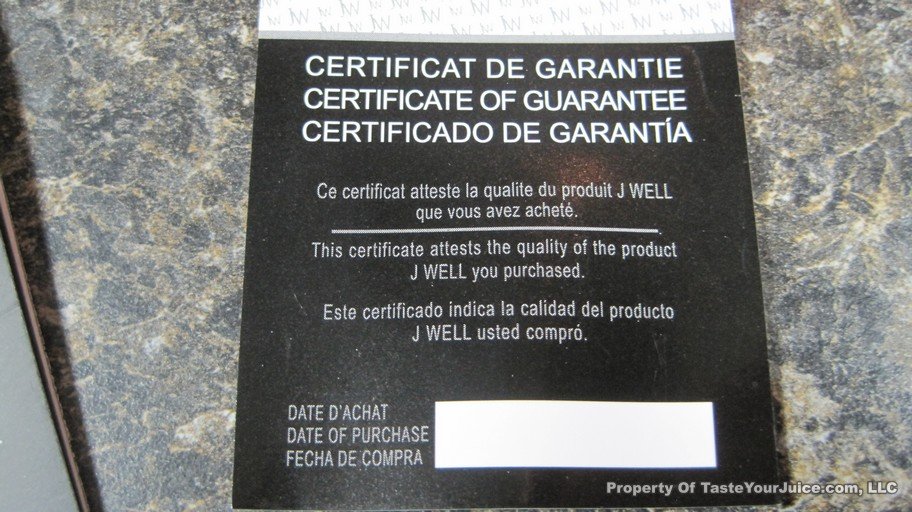 CERTIFICAT DE GARANTIE
CERTIFICATE OF GUARANTEE
CERTIFICADO DE GARANTÍA
Ce certificat atteste la qualite du produit J WELL
que vous avez acheté.
This certificate attests the quality of the product
J WELL you purchased.
Este certificado indica la calidad del producto
J WELL usted compró.
DATE D'ACHAT
DATE OF PURCHASE
FECHA DE COMPRA
Property Of TasteYourJuice.com, LLC